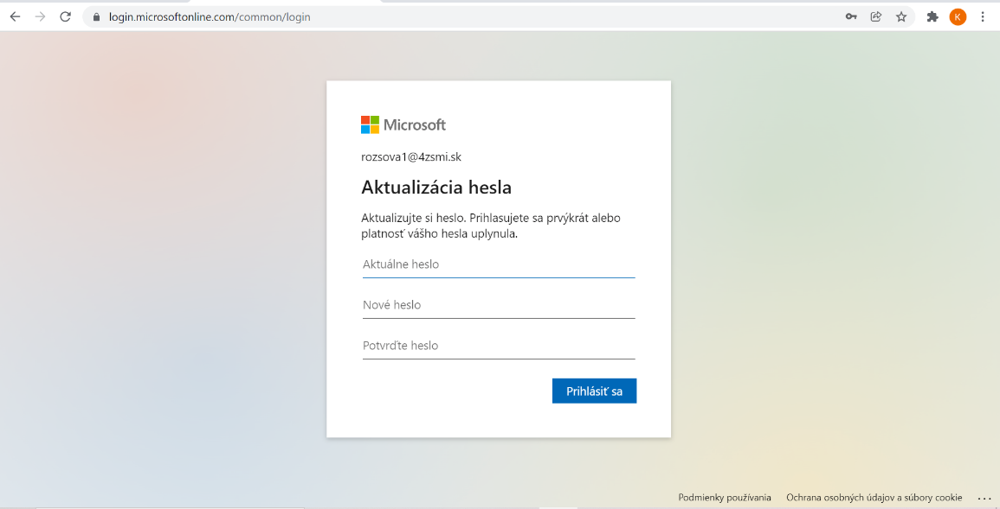 login.microsoftonline.com/common/login
K
Microsoft
rozsova1@4zsmi.sk
Aktualizácia hesla
Aktualizujte si heslo. Prihlasujete sa prvýkrát alebo
platnosť vášho hesla uplynula.
Aktuálne heslo
Nové heslo
Potvrďte heslo
Prihlásiť sa
Podmienky používania Ochrana osobných údajov a súbory cookie ...